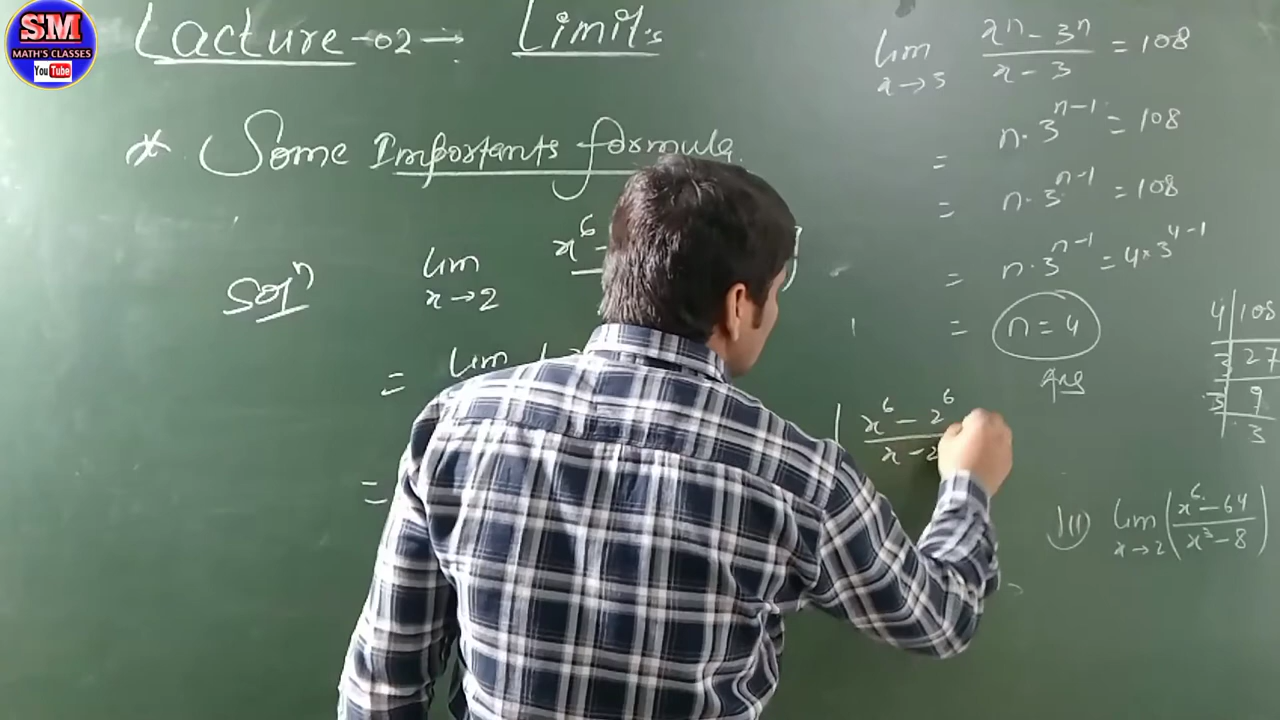 SM
MATH'S CLASSES
YouTube
Lacture-02 → Limit's
* Some Importants formula.
Solⁿ lim x→2 x⁶ -
= lim
=
lim x→3 xⁿ - 3ⁿ / x - 3 = 108
= n · 3ⁿ⁻¹ = 108
= n · 3ⁿ⁻¹ = 108
= n · 3ⁿ⁻¹ = 4 × 3⁴⁻¹
= n = 4
Ans
4 | 108
3 | 27
3 | 9
3
x⁶ - 2⁶ / x - 2
III) lim x→2 (x⁶ - 64 / x³ - 8)